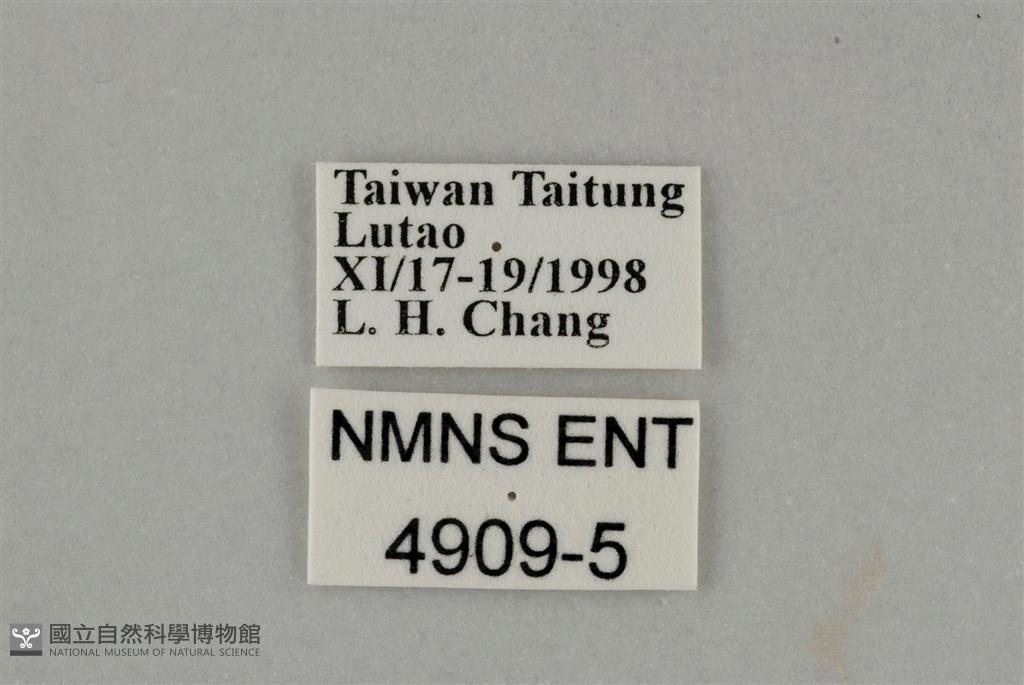 Taiwan Taitung
Lutao
XI/17-19/1998
L. H. Chang
NMNS ENT
4909-5
國立自然科學博物館
NATIONAL MUSEUM OF NATURAL SCIENCE